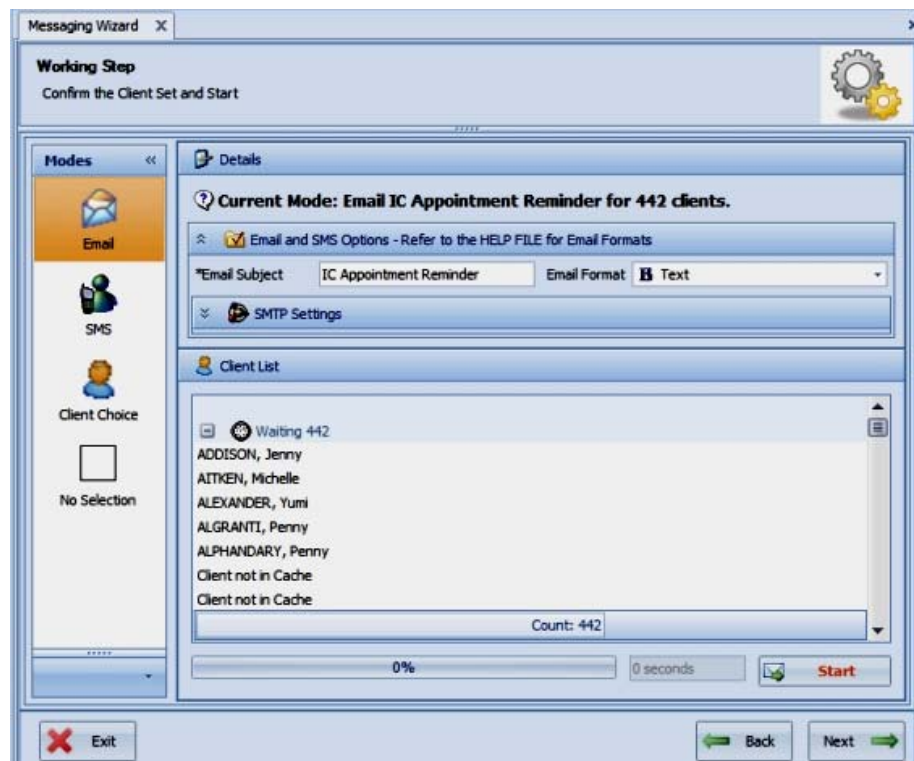 Messaging Wizard X
Working Step
Confirm the Client Set and Start
Modes
Email
SMS
Client Choice
No Selection
Details
Current Mode: Email IC Appointment Reminder for 442 clients.
Email and SMS Options - Refer to the HELP FILE for Email Formats
*Email Subject IC Appointment Reminder Email Format B Text
SMTP Settings
Client List
Waiting 442
ADDISON, Jenny
AITKEN, Michelle
ALEXANDER, Yumi
ALGRANTI, Penny
ALPHANDARY, Penny
Client not in Cache
Client not in Cache
Count: 442
0% 0 seconds Start
Exit Back Next